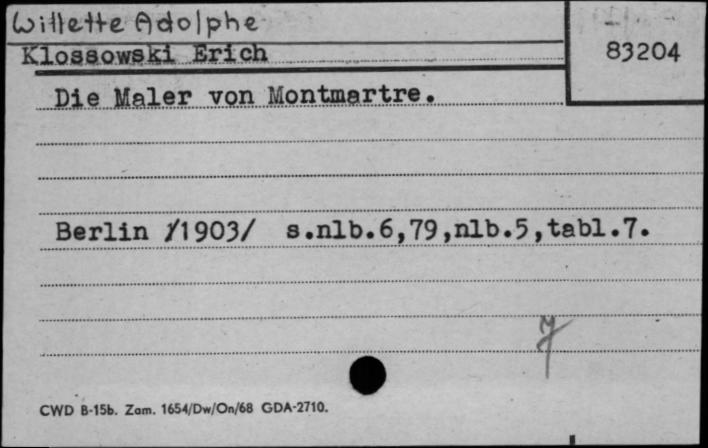 Willette Adolphe
Klossowski Erich
83204
Die Maler von Montmartre.
Berlin /1903/ s.nlb.6,79,nlb.5,tabl.7.
CWD B-15b. Zam. 1654/Dw/On/68 GDA-2710.